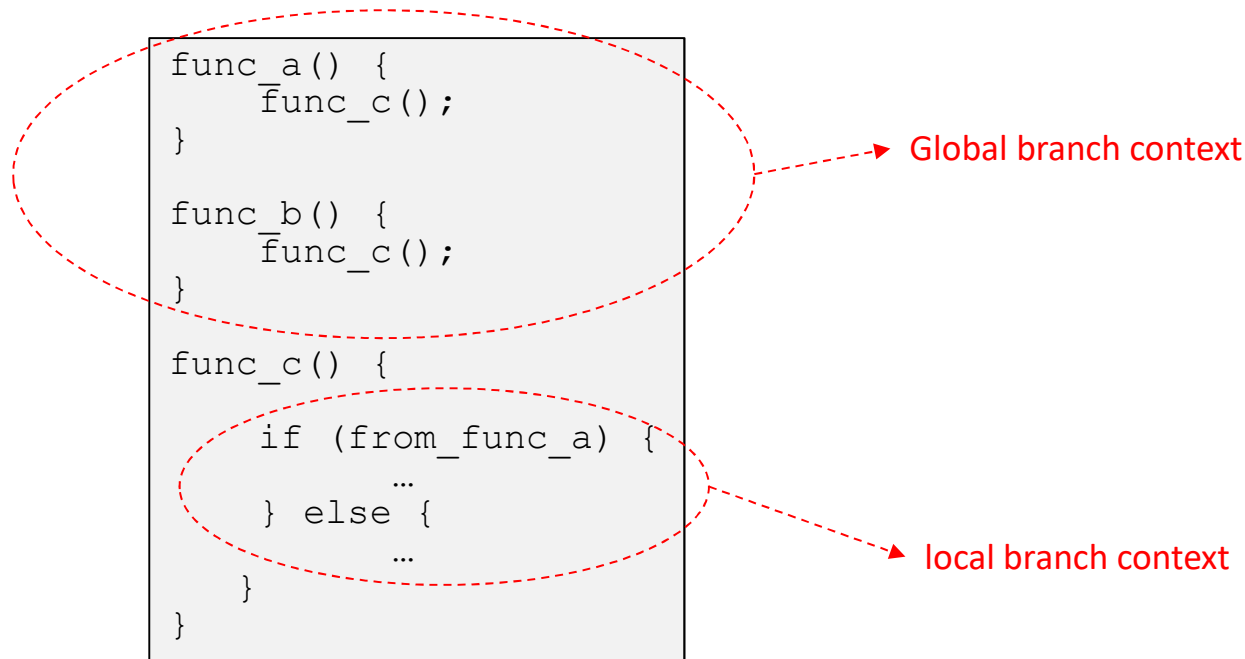 func_a() {
    func_c();
}
Global branch context
func_b() {
    func_c();
}
func_c() {
    if (from_func_a) {
        …
    } else {
        …
    }
}
local branch context